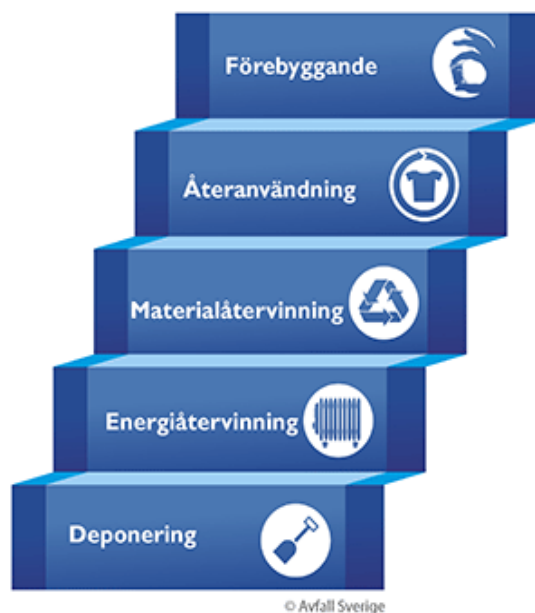 Förebyggande
Återanvändning
Materialåtervinning
Energiåtervinning
Deponering
© Avfall Sverige